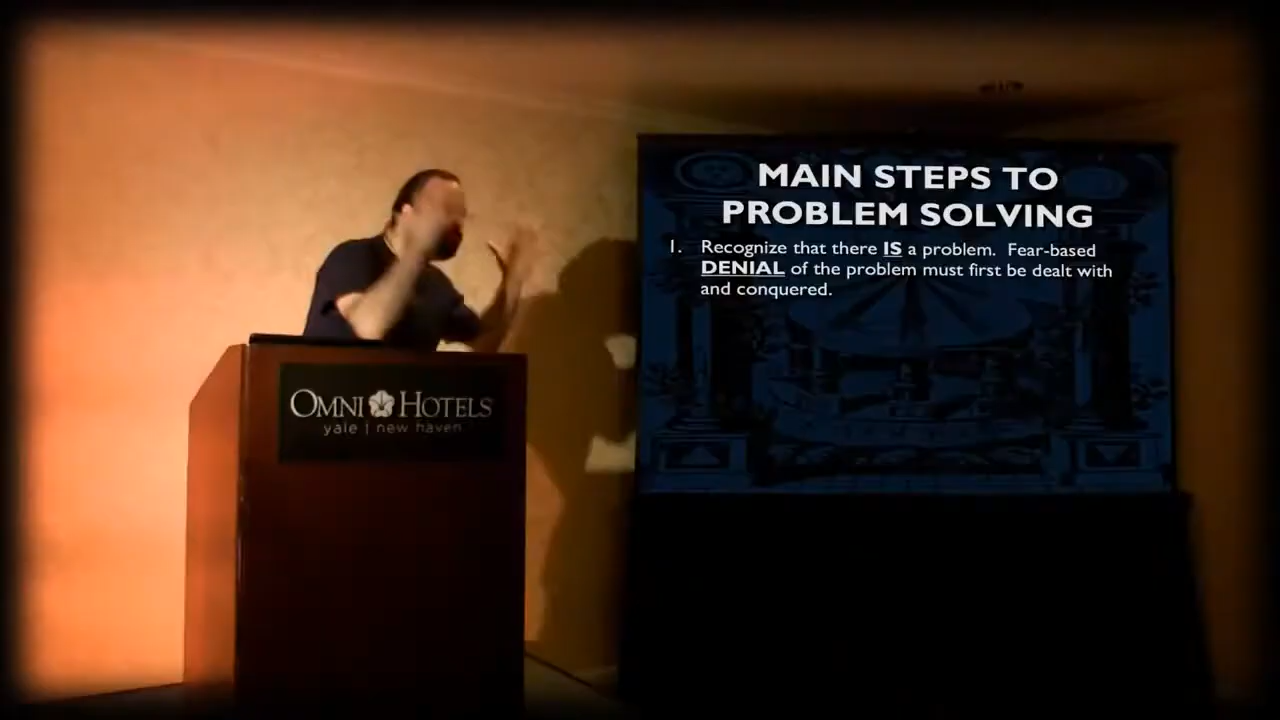 MAIN STEPS TO
PROBLEM SOLVING
1. Recognize that there IS a problem. Fear-based
DENIAL of the problem must first be dealt with
and conquered.
OMNI HOTELS
yale | new haven